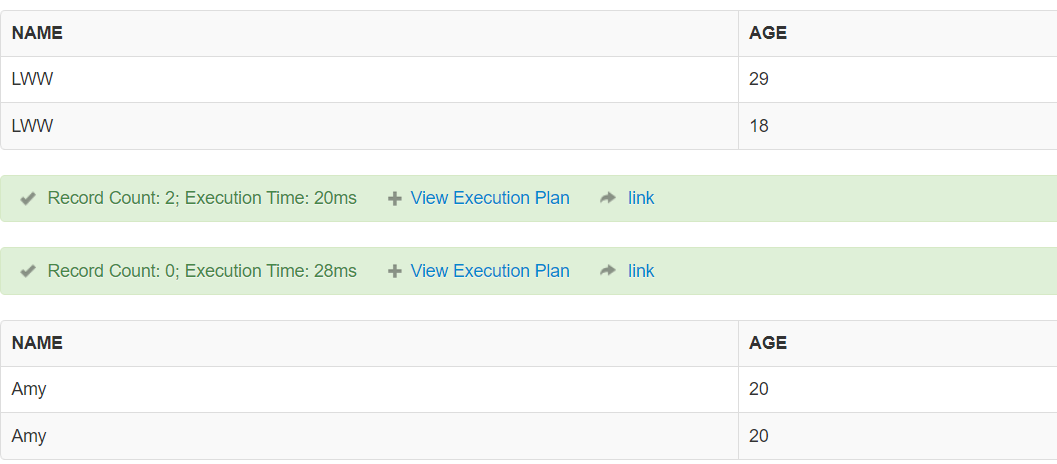 NAME AGE
LWW 29
LWW 18
Record Count: 2; Execution Time: 20ms View Execution Plan link
Record Count: 0; Execution Time: 28ms View Execution Plan link
NAME AGE
Amy 20
Amy 20